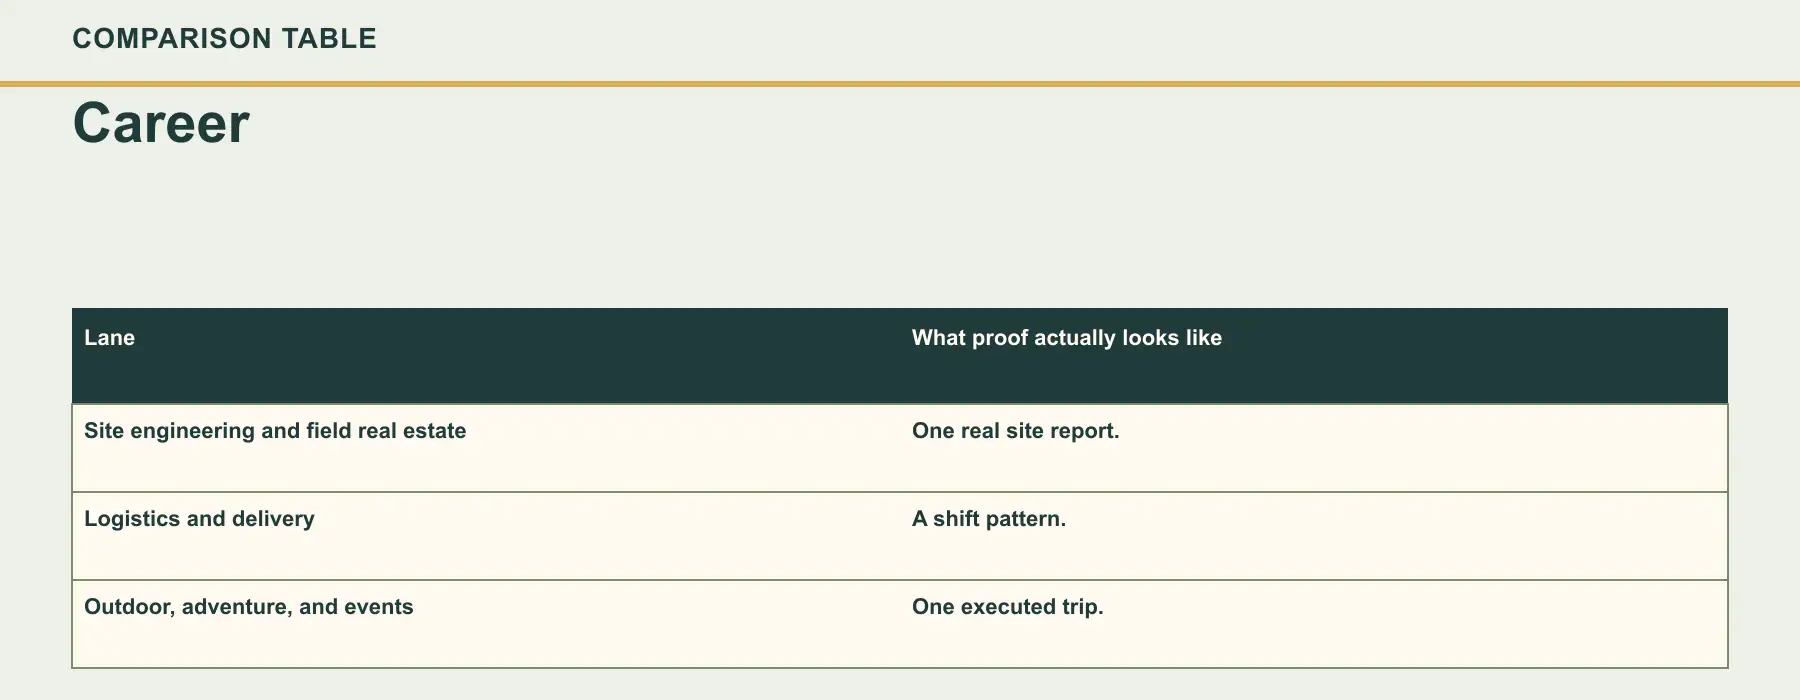 COMPARISON TABLE
Career
Lane What proof actually looks like
Site engineering and field real estate One real site report.
Logistics and delivery A shift pattern.
Outdoor, adventure, and events One executed trip.